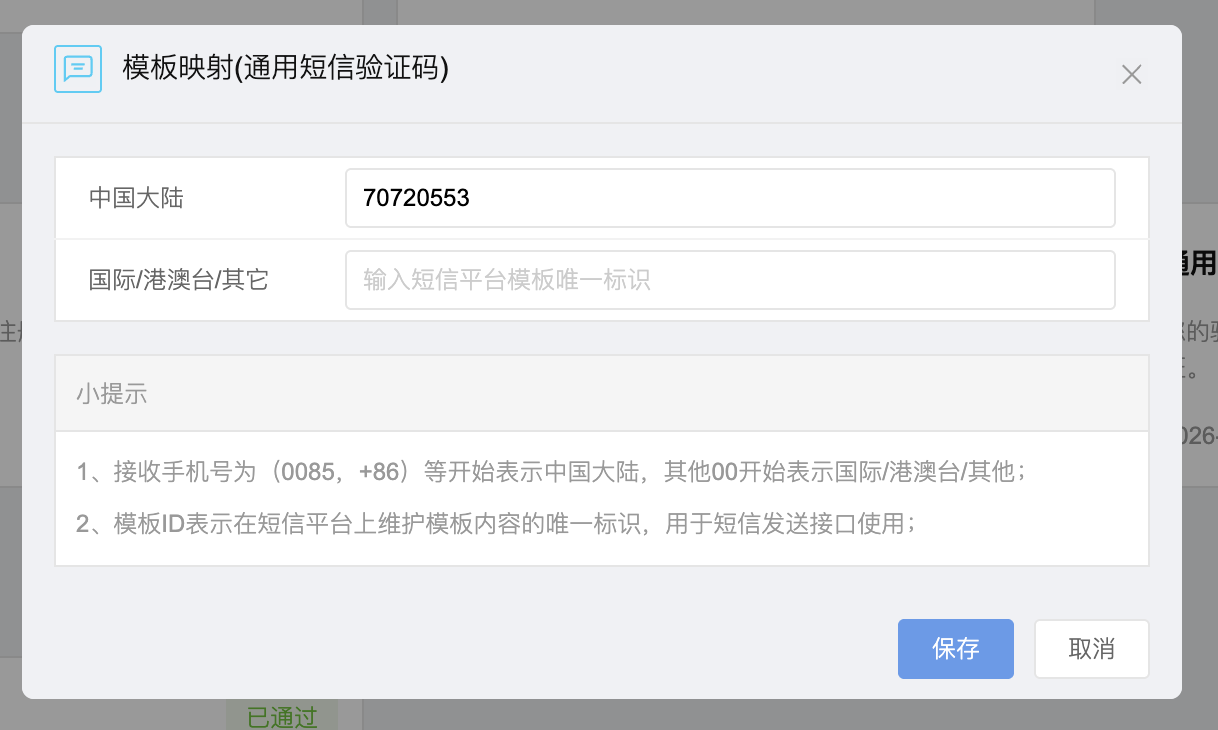 模板映射(通用短信验证码)
中国大陆
70720553
国际/港澳台/其它
输入短信平台模板唯一标识
通用
注
的
小提示
1、接收手机号为（0085，+86）等开始表示中国大陆，其他00开始表示国际/港澳台/其他；
026-
2、模板ID表示在短信平台上维护模板内容的唯一标识，用于短信发送接口使用；
保存
取消
已通过